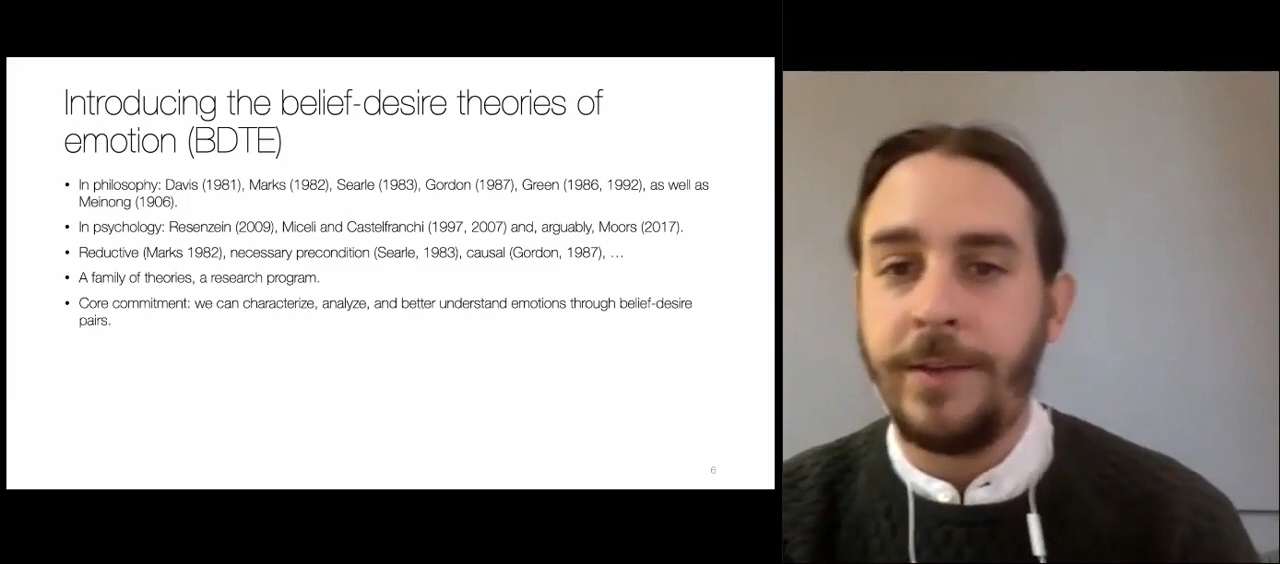 Introducing the belief-desire theories of
emotion (BDTE)
• In philosophy: Davis (1981), Marks (1982), Searle (1983), Gordon (1987), Green (1986, 1992), as well as
Meinong (1906).
• In psychology: Resenzein (2009), Miceli and Castelfranchi (1997, 2007) and, arguably, Moors (2017).
• Reductive (Marks 1982), necessary precondition (Searle, 1983), causal (Gordon, 1987), …
• A family of theories, a research program.
• Core commitment: we can characterize, analyze, and better understand emotions through belief-desire
pairs.
6